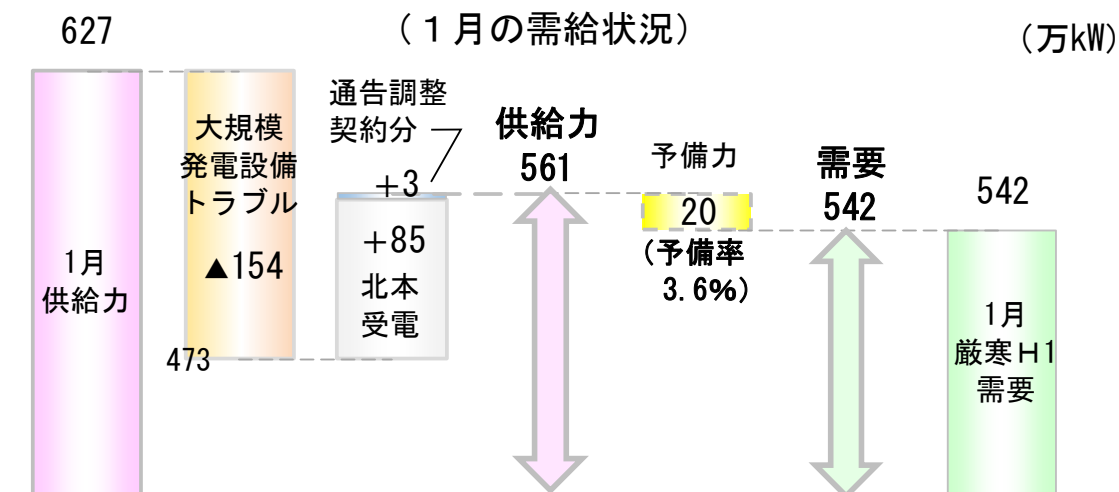 (1月の需給状況)
(万kW)
627
1月
供給力
大規模
発電設備
トラブル
▲154
473
通告調整
契約分
+3
+85
北本
受電
供給力
561
予備力
20
(予備率
3.6%)
需要
542
542
1月
厳寒H1
需要